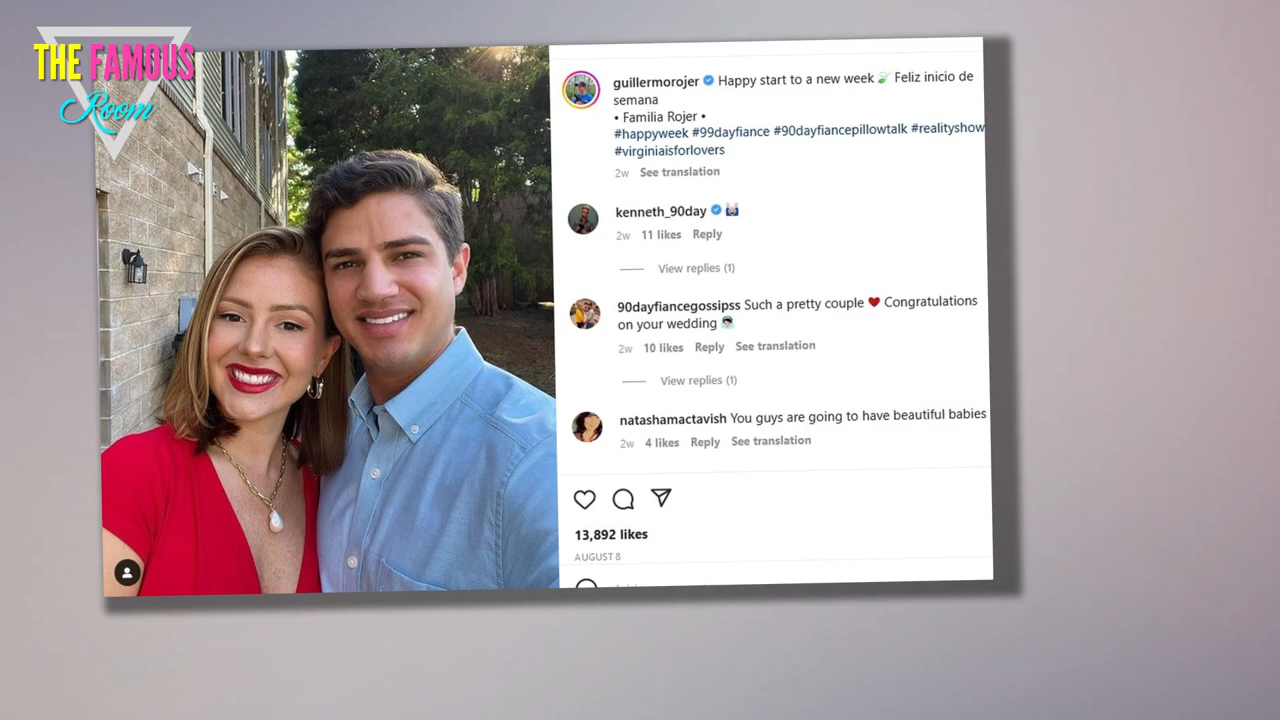 THE FAMOUS
Room
guillermorojer Happy start to a new week Feliz inicio de
semana
• Familia Rojer •
#happyweek #99dayfiance #90dayfiancepillowtalk #realityshow
#virginiaisforlovers
2w See translation
kenneth_90day
2w 11 likes Reply
View replies (1)
90dayfiancegossipss Such a pretty couple ❤ Congratulations
on your wedding
2w 10 likes Reply See translation
View replies (1)
natashamactavish You guys are going to have beautiful babies
2w 4 likes Reply See translation
13,892 likes
AUGUST 8